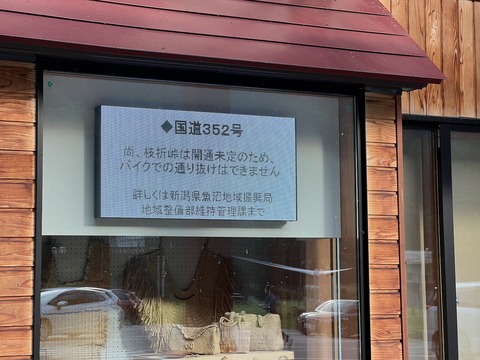 ◆国道352号
尚、枝折峠は開通未定のため、
バイクでの通り抜けはできません
詳しくは新潟県魚沼地域振興局
地域整備部維持管理課まで